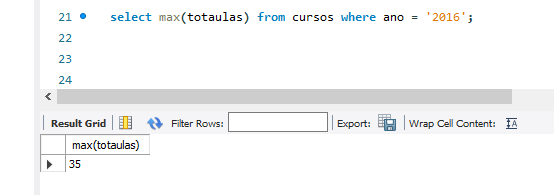 21 select max(totaulas) from cursos where ano = '2016';
22
23
24
Result Grid Filter Rows: Export: Wrap Cell Content: IA
max(totaulas)
35